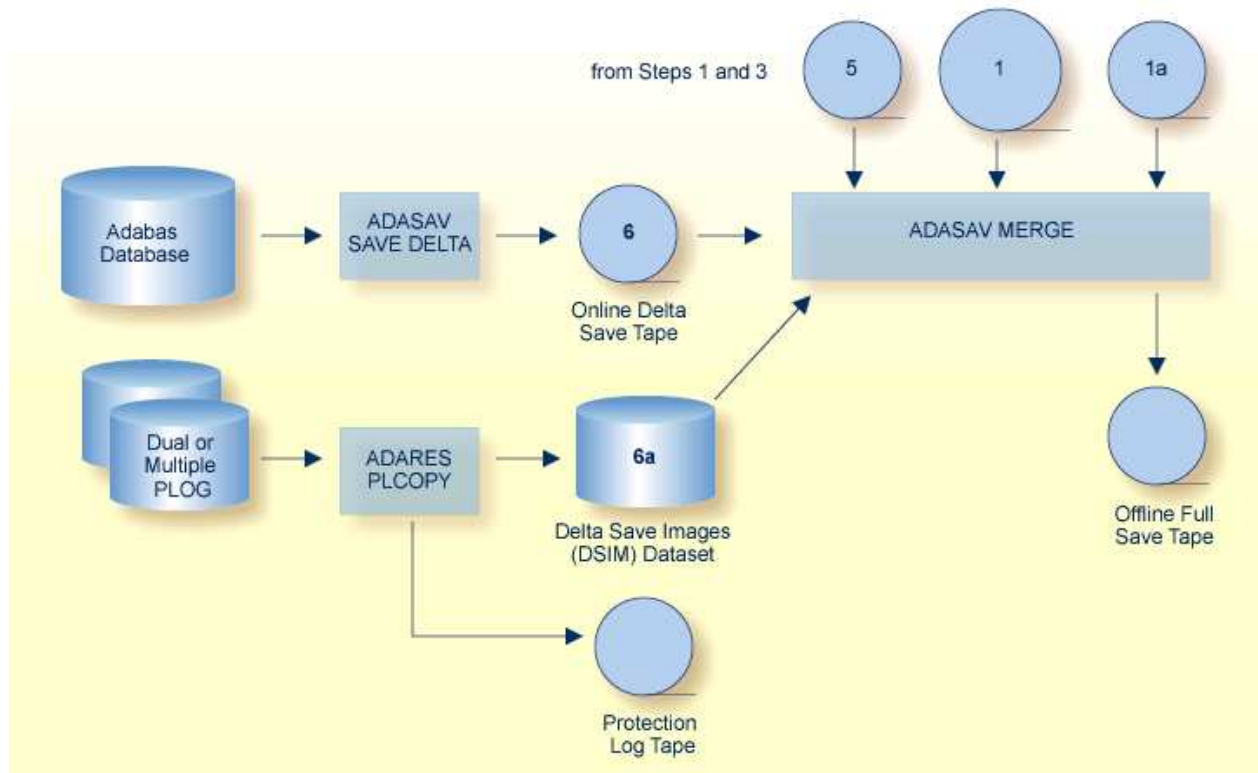 from Steps 1 and 3
5
1
1a
Adabas
Database
ADASAV
SAVE DELTA
6
ADASAV MERGE
Online Delta
Save Tape
Dual or
Multiple
PLOG
ADARES
PLCOPY
6a
Delta Save Images
(DSIM) Dataset
Offline Full
Save Tape
Protection
Log Tape